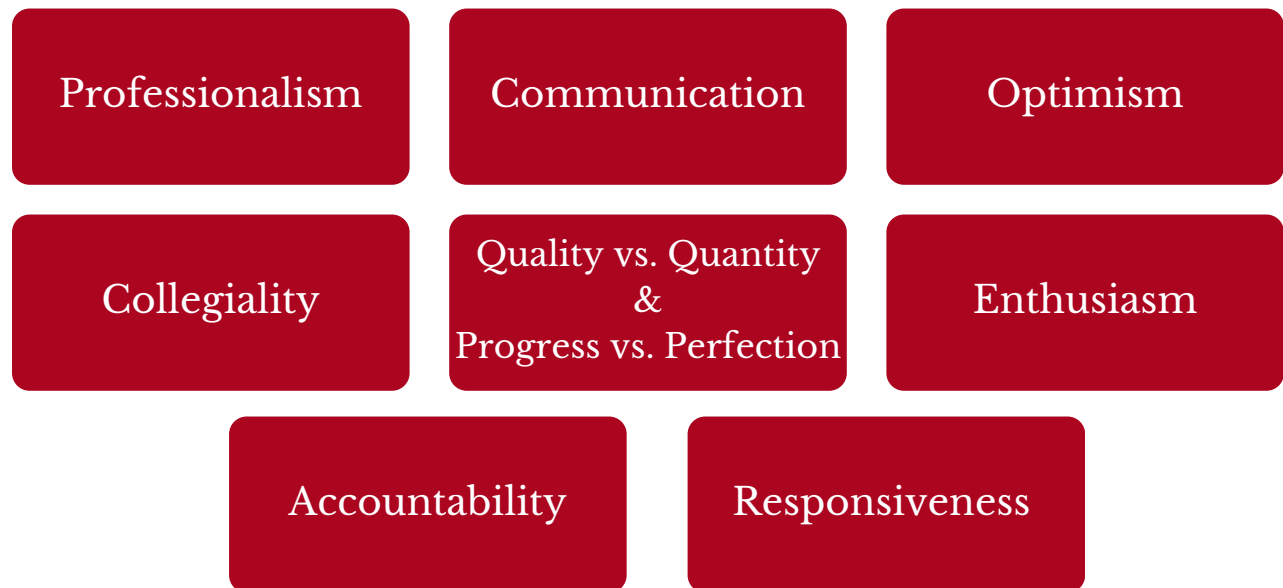 Professionalism
Communication
Optimism
Collegiality
Quality vs. Quantity
&
Progress vs. Perfection
Enthusiasm
Accountability
Responsiveness